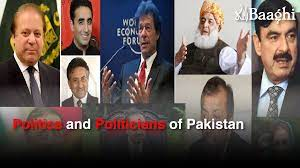 Baaghi
WORLD
ECONOMIC
FORUM
Politics and Politicians of Pakistan